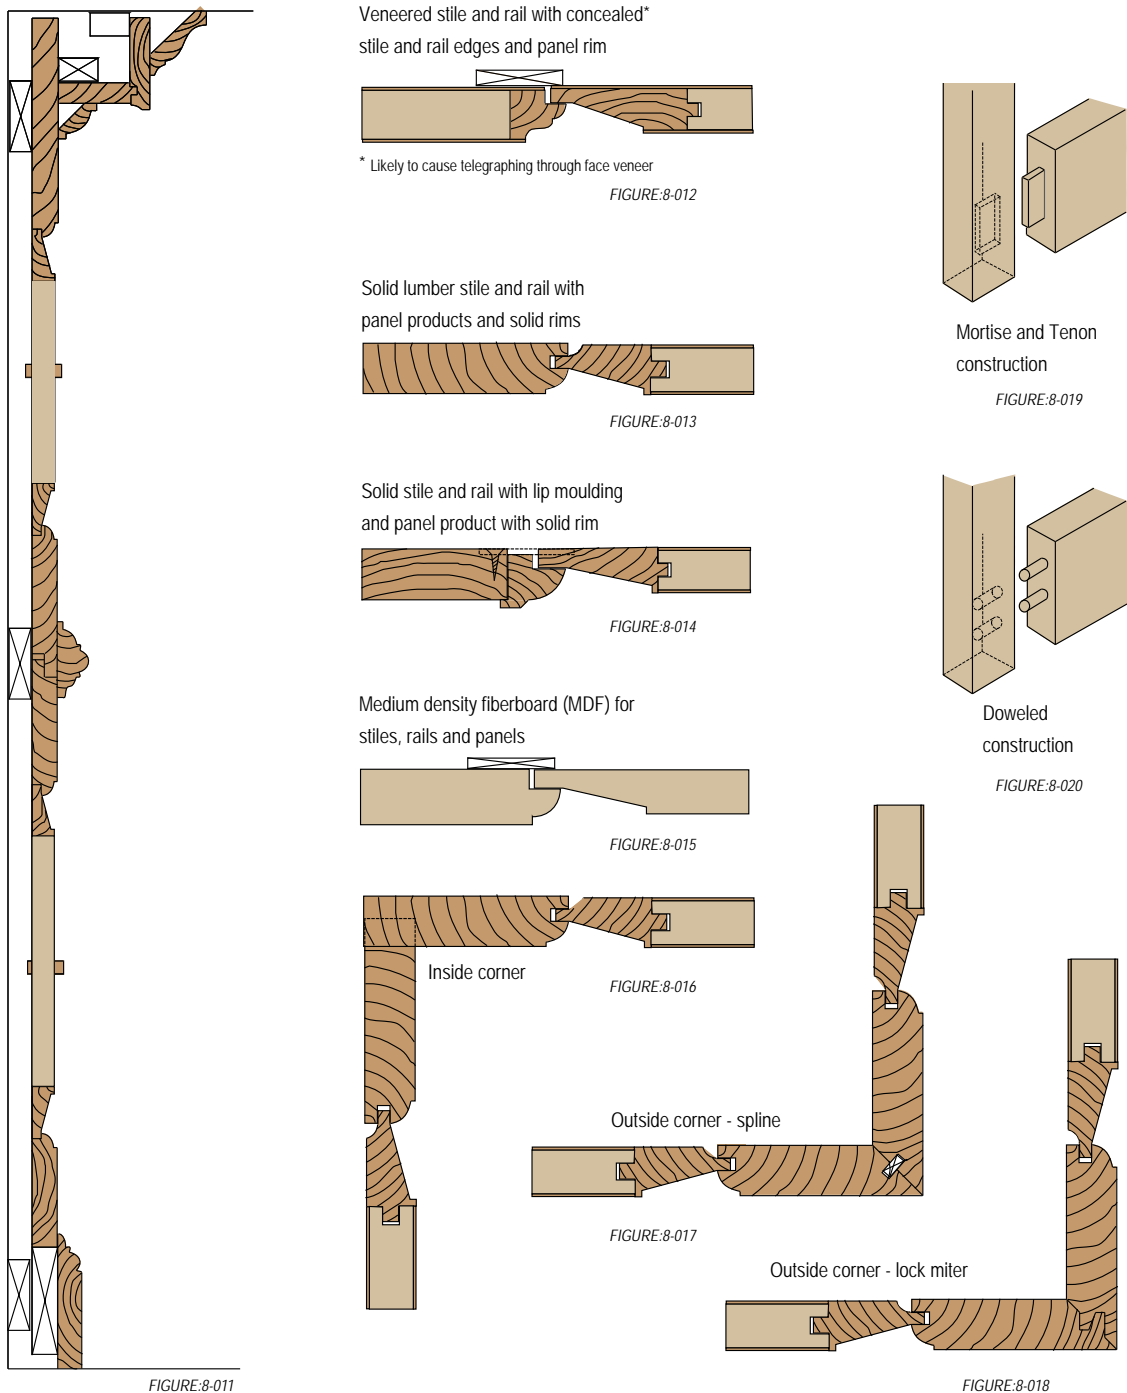 Veneered stile and rail with concealed*
stile and rail edges and panel rim
* Likely to cause telegraphing through face veneer
FIGURE:8-012
Solid lumber stile and rail with
panel products and solid rims
FIGURE:8-013
Solid stile and rail with lip moulding
and panel product with solid rim
FIGURE:8-014
Medium density fiberboard (MDF) for
stiles, rails and panels
FIGURE:8-015
Inside corner
FIGURE:8-016
Outside corner - spline
FIGURE:8-017
Outside corner - lock miter
FIGURE:8-018
Mortise and Tenon
construction
FIGURE:8-019
Doweled
construction
FIGURE:8-020
FIGURE:8-011